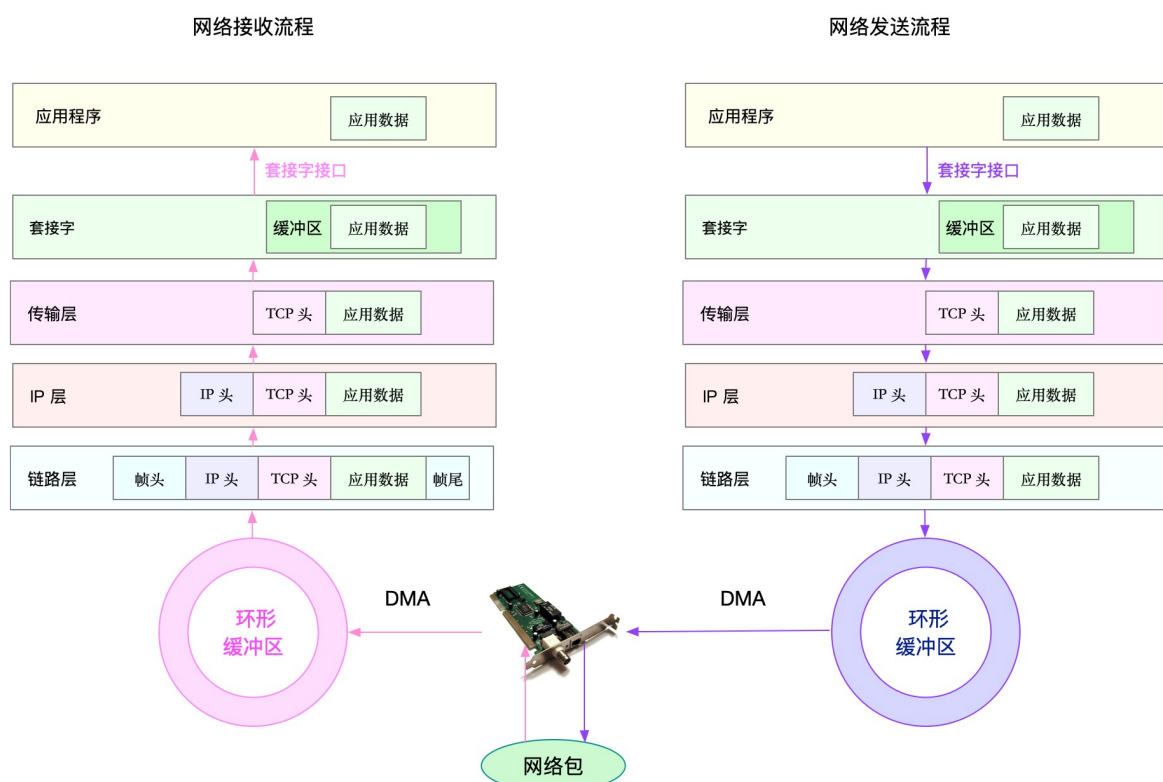 网络接收流程
应用程序
应用数据
套接字接口
套接字
缓冲区
应用数据
传输层
TCP 头
应用数据
IP 层
IP 头
TCP 头
应用数据
链路层
帧头
IP 头
TCP 头
应用数据
帧尾
环形
缓冲区
DMA
网络发送流程
应用程序
应用数据
套接字接口
套接字
缓冲区
应用数据
传输层
TCP 头
应用数据
IP 层
IP 头
TCP 头
应用数据
链路层
帧头
IP 头
TCP 头
应用数据
环形
缓冲区
DMA
网络包